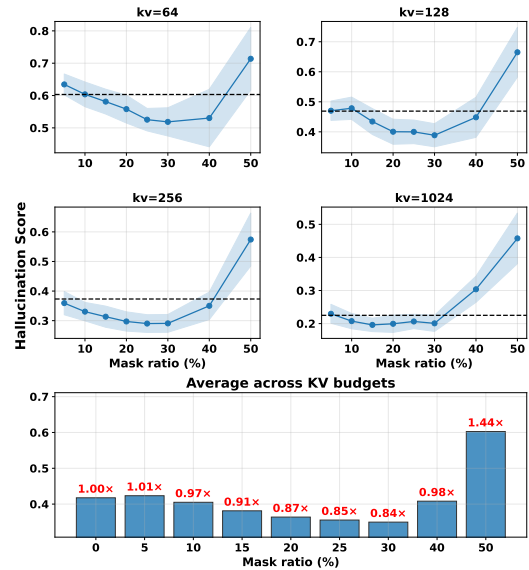 kv=64
kv=128
0.8
0.7
0.6
0.5
0.7
0.6
0.5
0.4
10 20 30 40 50
10 20 30 40 50
kv=256
kv=1024
Hallucination Score
0.6
0.5
0.4
0.3
0.5
0.4
0.3
0.2
10 20 30 40 50
10 20 30 40 50
Mask ratio (%)
Mask ratio (%)
Average across KV budgets
0.7
0.6
0.5
0.4
1.00×
1.01×
0.97×
0.91×
0.87×
0.85×
0.84×
0.98×
1.44×
0 5 10 15 20 25 30 40 50
Mask ratio (%)